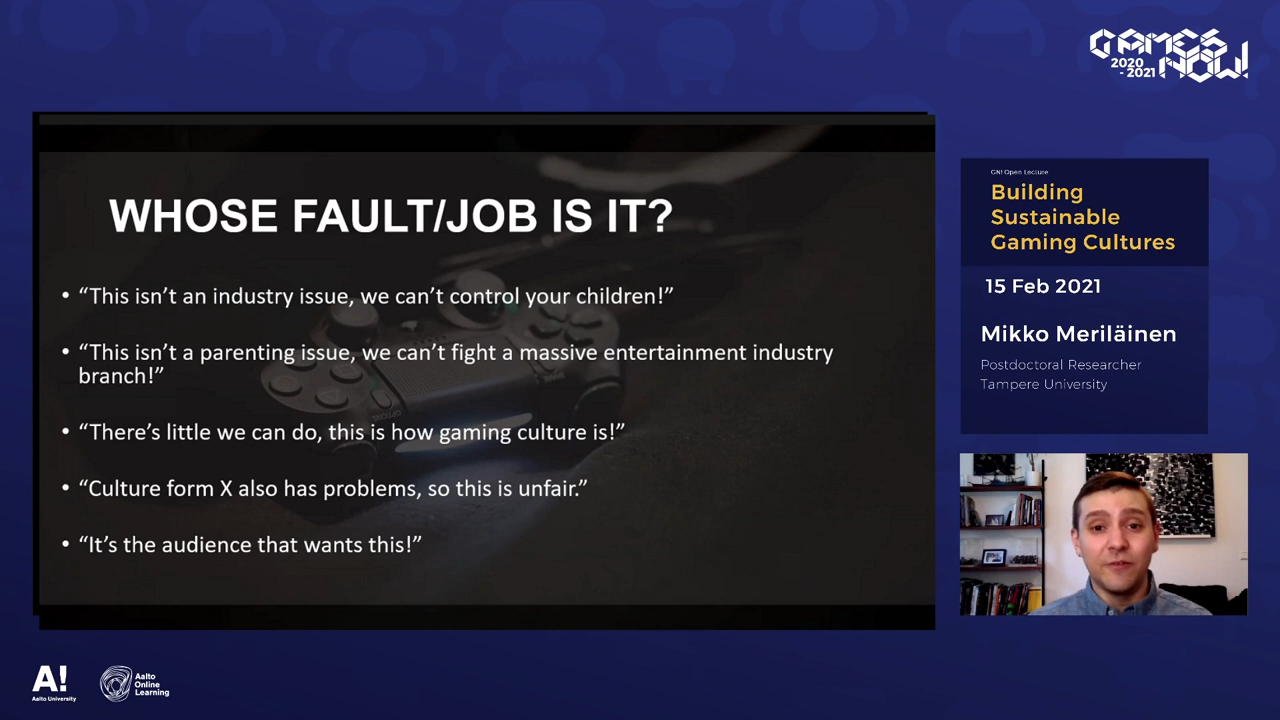 GAMES
2020
- 2021
NOW!
WHOSE FAULT/JOB IS IT?
• “This isn’t an industry issue, we can’t control your children!”
• “This isn’t a parenting issue, we can’t fight a massive entertainment industry
branch!”
• “There’s little we can do, this is how gaming culture is!”
• “Culture form X also has problems, so this is unfair.”
• “It’s the audience that wants this!”
OPTIONS
GN! Open Lecture
Building
Sustainable
Gaming Cultures
15 Feb 2021
Mikko Meriläinen
Postdoctoral Researcher
Tampere University
A!
Aalto University
Aalto
Online
Learning